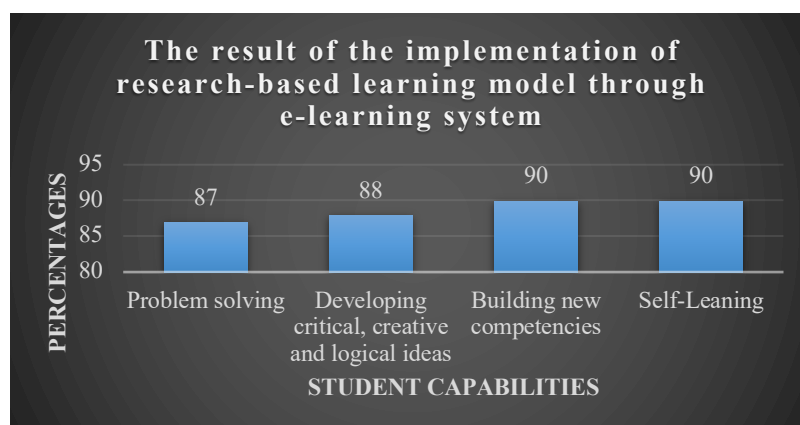 The result of the implementation of
research-based learning model through
e-learning system
PERCENTAGES
95
90
85
80
87
88
90
90
Problem solving
Developing
critical, creative
and logical ideas
Building new
competencies
Self-Leaning
STUDENT CAPABILITIES